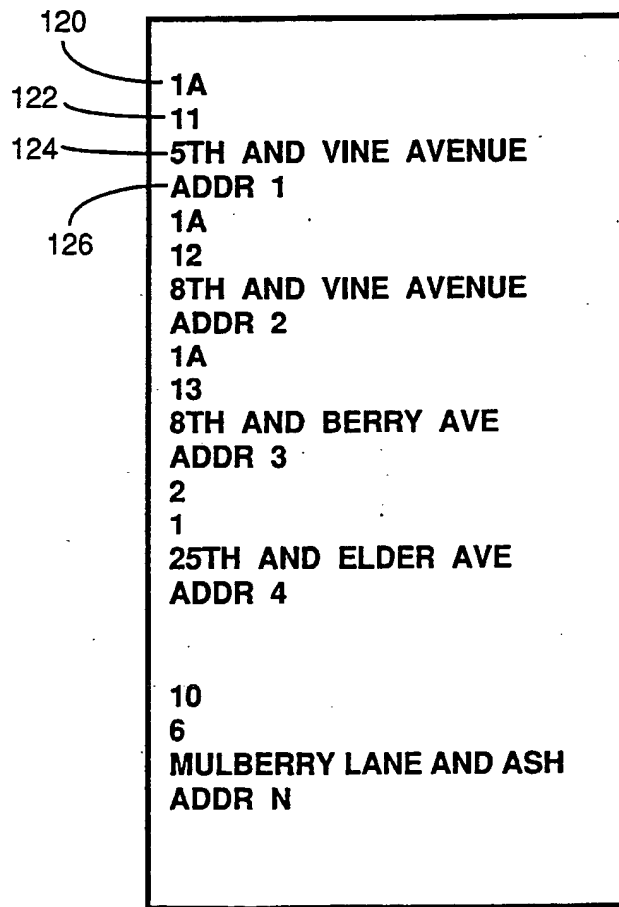 120
1A
122
11
124
5TH AND VINE AVENUE
ADDR 1
126
1A
12
8TH AND VINE AVENUE
ADDR 2
1A
13
8TH AND BERRY AVE
ADDR 3
2
1
25TH AND ELDER AVE
ADDR 4
10
6
MULBERRY LANE AND ASH
ADDR N